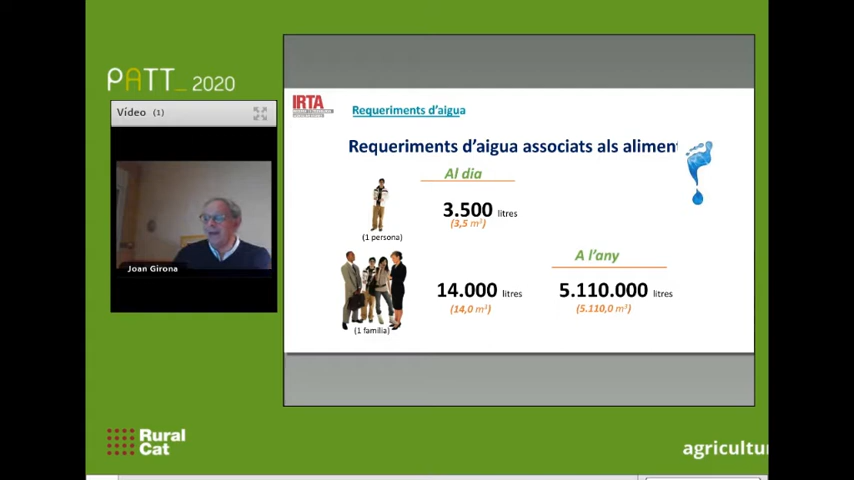 PATT_ 2020
Vídeo (1)
Joan Girona
IRTA
Requeriments d'aigua
Requeriments d'aigua associats als aliment
Al dia
3.500 litres
(3,5 m³)
(1 persona)
A l'any
14.000 litres
5.110.000 litres
(14,0 m³)
(5.110,0 m³)
(1 família)
Rural
Cat
agricultur